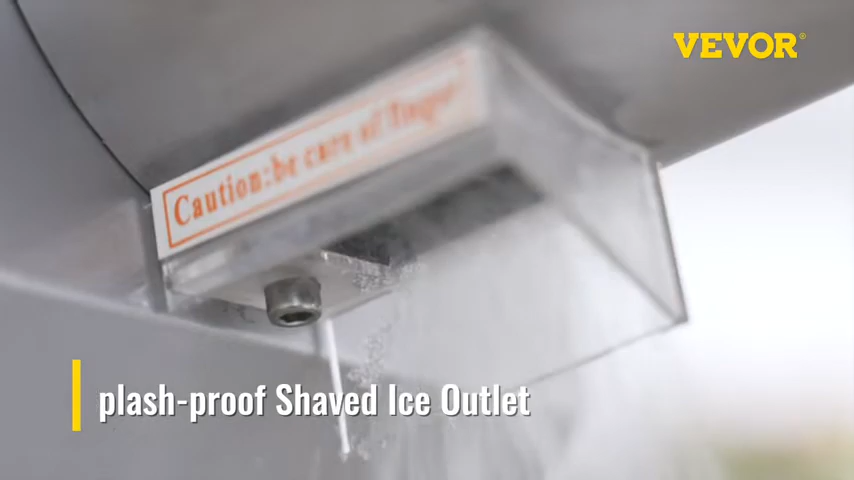 VEVOR®
Caution:be care of finger
plash-proof Shaved Ice Outlet